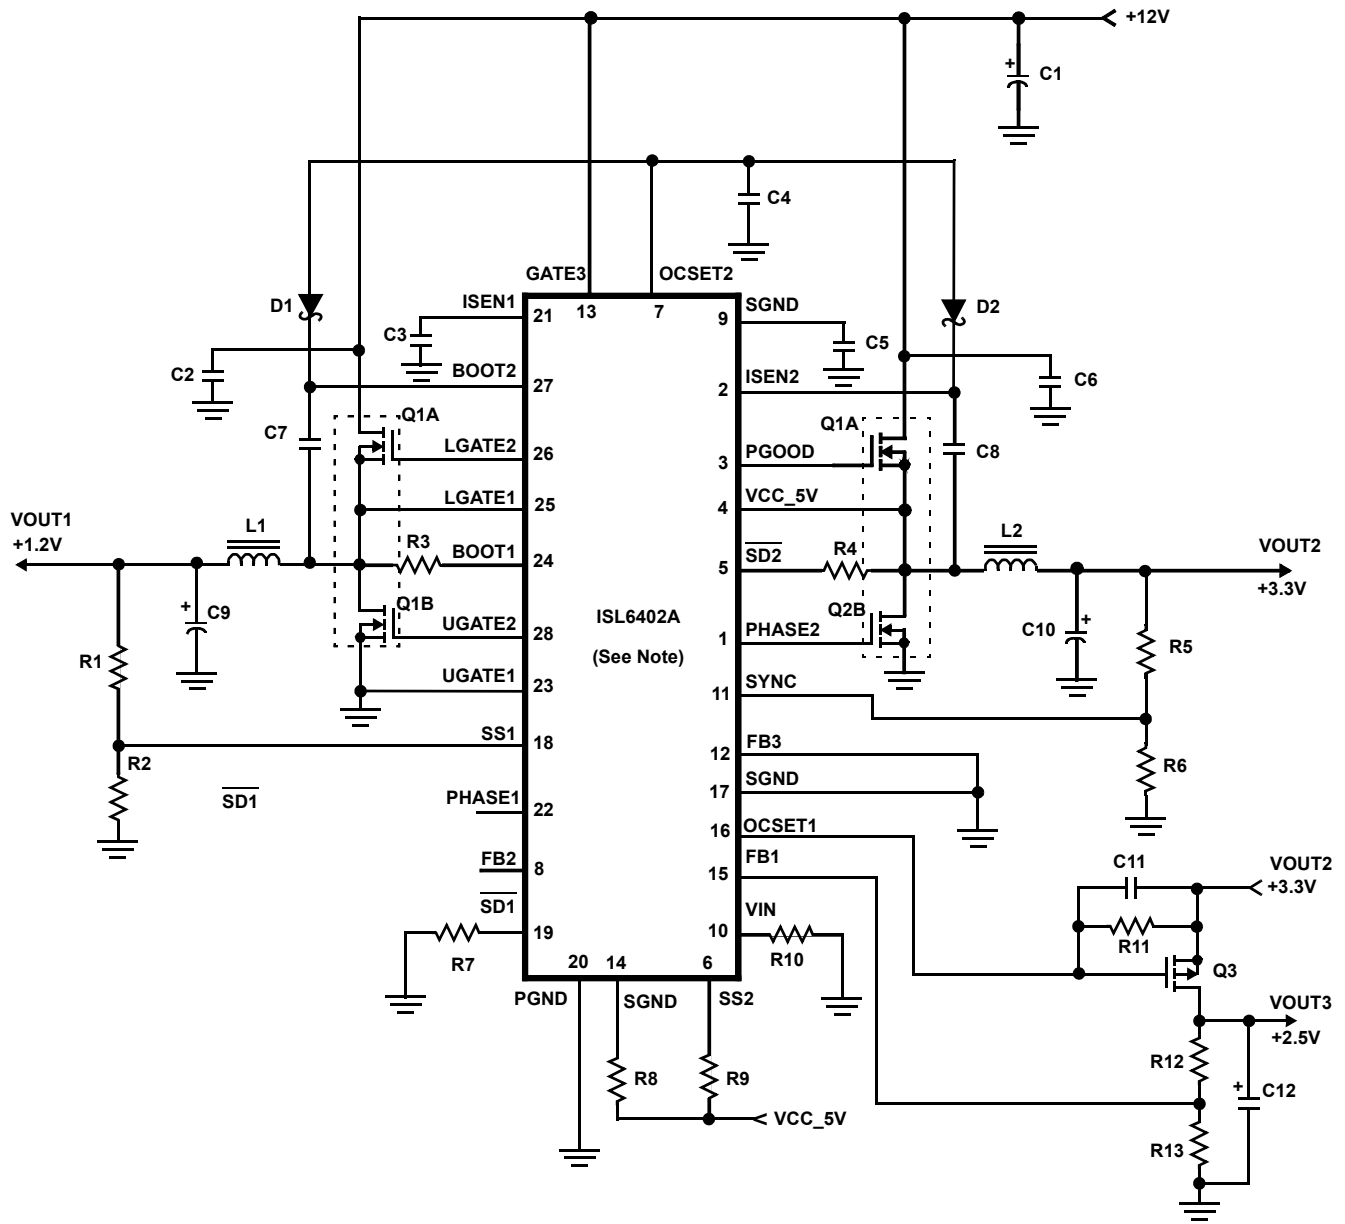 +12V
+
C1
C4
GATE3
OCSET2
13
7
D1
ISEN1
21
9
SGND
D2
C3
C5
C2
BOOT2
27
2
ISEN2
C6
Q1A
Q1A
C7
LGATE2
26
3
PGOOD
C8
LGATE1
25
4
VCC_5V
VOUT1
+1.2V
L1
R3
BOOT1
24
5
SD2
R4
L2
VOUT2
+3.3V
+
C9
Q1B
UGATE2
28
ISL6402A
(See Note)
1
PHASE2
Q2B
C10
+
R5
R1
UGATE1
23
11
SYNC
SS1
18
12
FB3
R2
SD1
17
SGND
R6
PHASE1
22
16
OCSET1
FB2
8
15
FB1
C11
VOUT2
+3.3V
SD1
19
10
VIN
R7
R10
R11
Q3
20
14
6
PGND
SGND
SS2
VOUT3
+2.5V
R8
R9
R12
+
C12
VCC_5V
R13